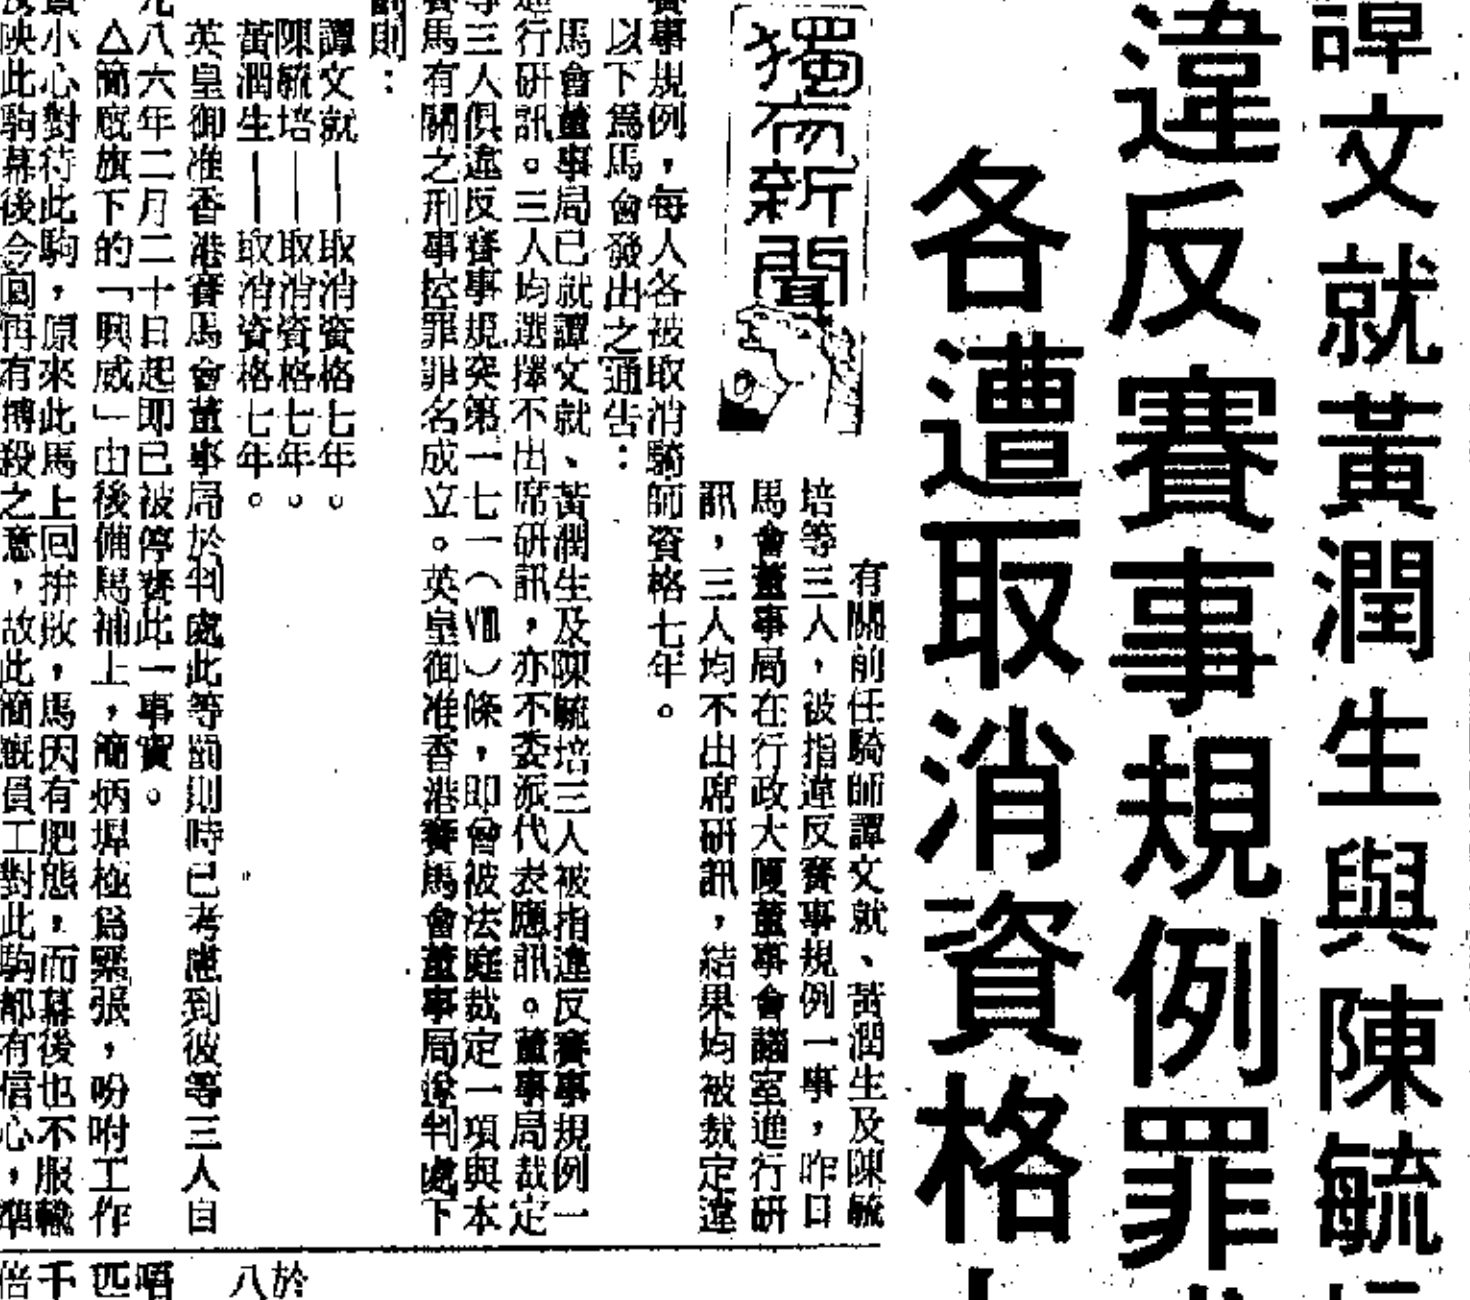 譚文就黃潤生與陳毓
違反賽事規例罪
各遭取消資格
獨家新聞
有關前任騎師譚文就、黃潤生及陳毓
培等三人，被指違反賽事規例一事，昨日
馬會董事局在行政大厦董事會議室進行研
訊，三人均不出席研訊，結果均被裁定違
賽事規例，每人各被取消騎師資格七年。
以下爲馬會發出之通告：
馬會董事局已就譚文就、黃潤生及陳毓培三人被指違反賽事規例一
進行研訊。三人均選擇不出席研訊，亦不委派代表應訊。董事局裁定
等三人俱違反賽事規突第一七一（Ⅷ）條，即曾被法庭裁定一項與本
賽馬有關之刑事控罪罪名成立。英皇御准香港賽馬會董事局遂判處下
罰則：
譚文就——取消資格七年。
陳毓培——取消資格七年。
黃潤生——取消資格七年。
英皇御准香港賽馬會董事局於判處此等罰則時已考慮到彼等三人自
八六年二月二十日起即已被停賽此一事實。
△簡廐旗下的「興威」由後備馬補上，簡炳墀極爲緊張，吩咐工作
小心對待此駒，原來此馬上回拚敗，馬因有肥態，而幕後也不服輸
映此駒幕後今回再有搏殺之意，故此簡廐員工對此駒都有信心，準
於
八
唔
匹
千
倍